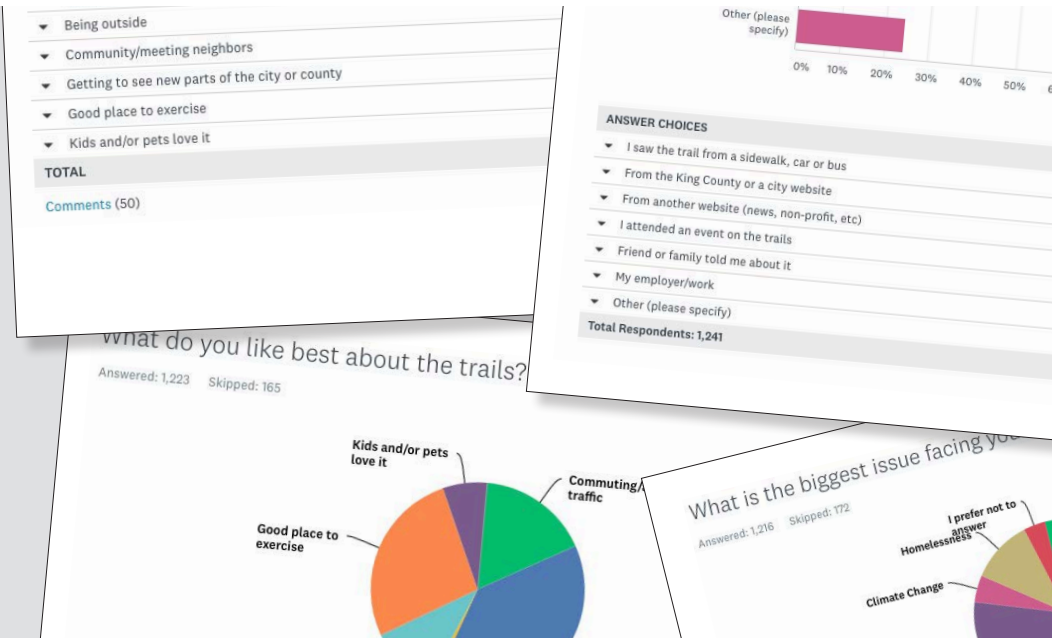 Being outside
Community/meeting neighbors
Getting to see new parts of the city or county
Good place to exercise
Kids and/or pets love it
TOTAL
Comments (50)
Other (please
specify)
0% 10% 20% 30% 40% 50%
ANSWER CHOICES
I saw the trail from a sidewalk, car or bus
From the King County or a city website
From another website (news, non-profit, etc)
I attended an event on the trails
Friend or family told me about it
My employer/work
Other (please specify)
Total Respondents: 1,241
What do you like best about the trails?
Answered: 1,223 Skipped: 165
Kids and/or pets
love it
Commuting/
traffic
Good place to
exercise
What is the biggest issue facing
Answered: 1,216 Skipped: 172
I prefer not to
answer
Homelessness
Climate Change